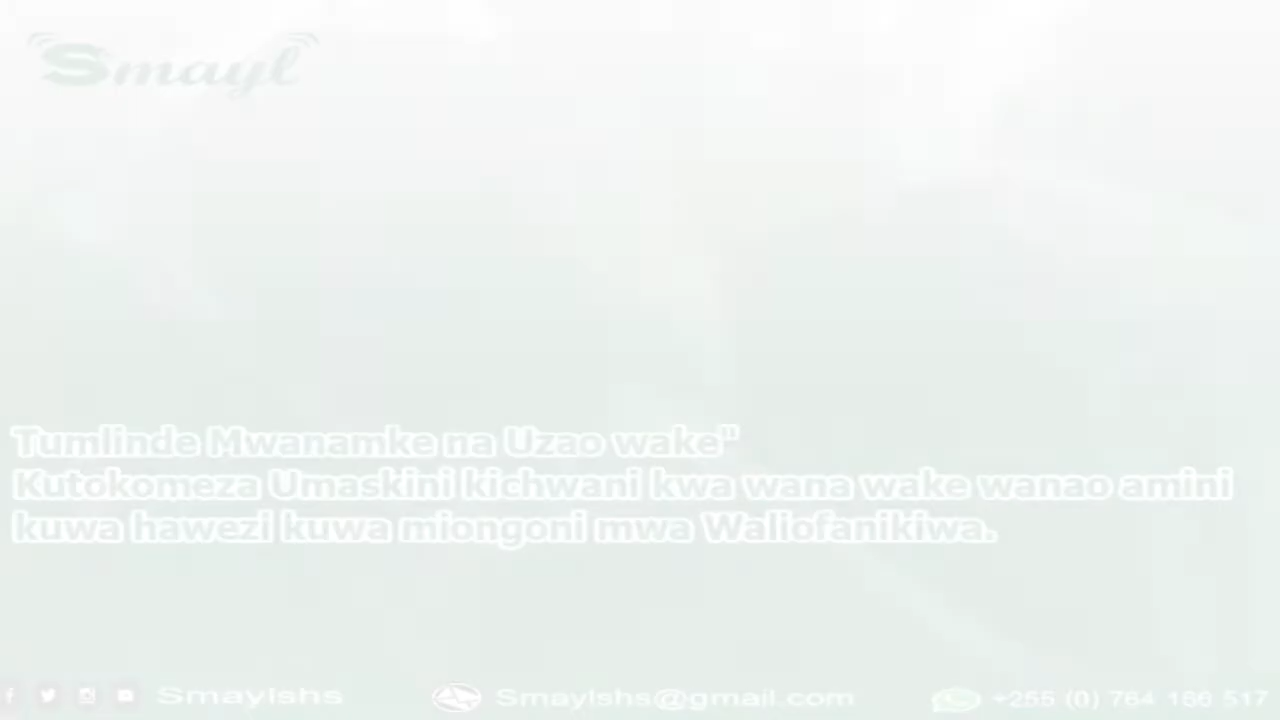 Smayl
Tumlinde Mwanamke na Uzao wake"
Kutokomeza Umaskini kichwani kwa wana wake wanao amini
kuwa hawezi kuwa miongoni mwa Waliofanikiwa.
Smaylshs Smaylshs@gmail.com +255 (0) 764 166 517